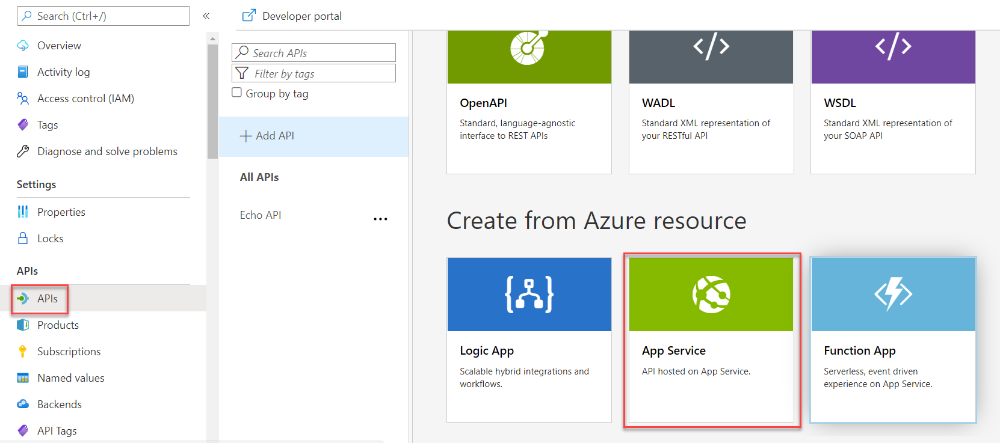 Search (Ctrl+/)
«
Overview
Activity log
Access control (IAM)
Tags
Diagnose and solve problems
Settings
Properties
Locks
APIs
APIs
Products
Subscriptions
Named values
Backends
API Tags
Developer portal
Search APIs
Filter by tags
Group by tag
+ Add API
All APIs
Echo API
...
</>
</>
OpenAPI
Standard, language-agnostic
interface to REST APIs
WADL
Standard XML representation of
your RESTful API
WSDL
Standard XML representation of
your SOAP API
Create from Azure resource
Logic App
Scalable hybrid integrations and
workflows.
App Service
API hosted on App Service.
Function App
Serverless, event driven
experience on App Service.